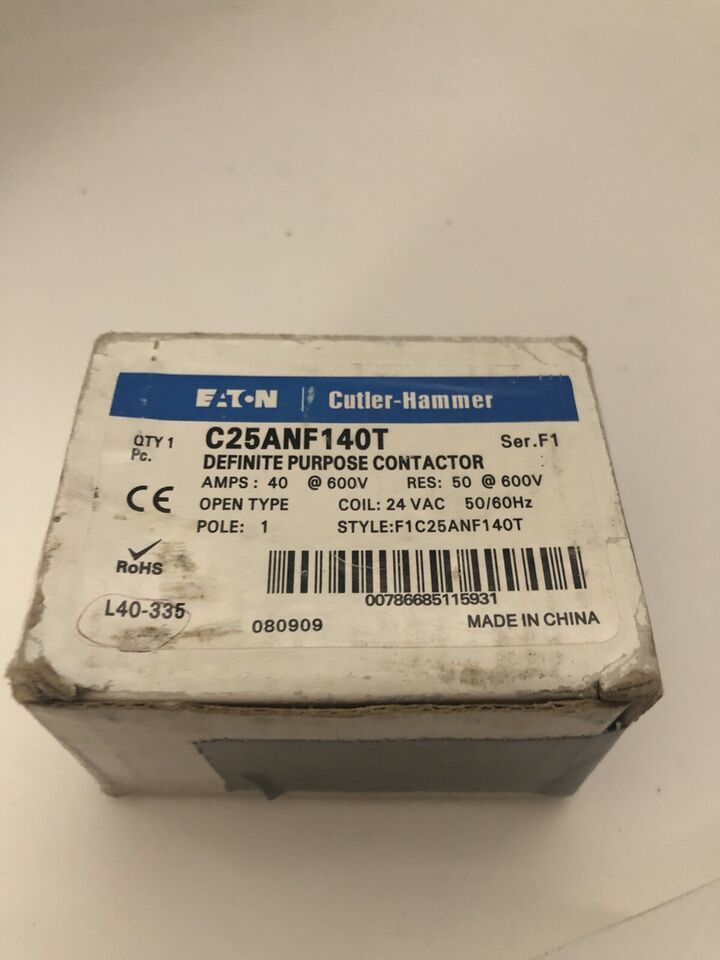 EATON | Cutler-Hammer
QTY 1 Pc.
C25ANF140T Ser.F1
DEFINITE PURPOSE CONTACTOR
AMPS: 40 @ 600V RES: 50 @ 600V
CE OPEN TYPE COIL: 24 VAC 50/60Hz
POLE: 1 STYLE:F1C25ANF140T
RoHS
00786685115931
L40-335
080909
MADE IN CHINA